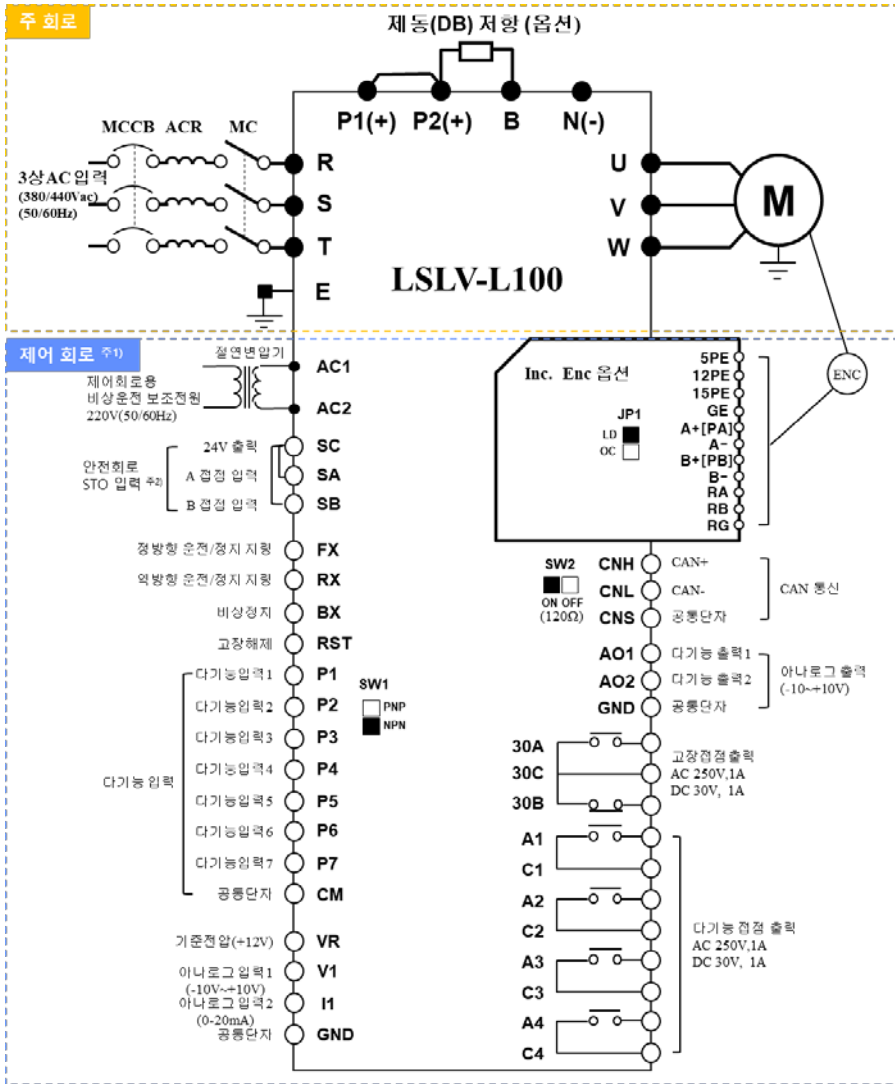 주 회로
제동(DB) 저항 (옵션)
P1(+) P2(+) B N(-)
MCCB ACR MC
3상AC 입력
(380/440Vac)
(50/60Hz)
R
S
T
E
U
V
W
M
LSLV-L100
제어 회로 주1)
절연변압기
제어회로용
비상운전 보조전원
220V(50/60Hz)
AC1
AC2
안전회로
STO 입력 주2)
24V 출력 SC
A 접점 입력 SA
B 접점 입력 SB
정방향 운전/정지 지령 FX
역방향 운전/정지 지령 RX
비상정지 BX
고장해제 RST
다기능 입력
다기능입력1 P1
다기능입력2 P2
다기능입력3 P3
다기능입력4 P4
다기능입력5 P5
다기능입력6 P6
다기능입력7 P7
공통단자 CM
SW1
PNP
NPN
기준전압(+12V) VR
아나로그 입력1 V1
(-10V~+10V)
아나로그 입력2 I1
(0-20mA)
공통단자 GND
Inc. Enc 옵션
JP1
LD
OC
5PE
12PE
15PE
GE
A+[PA]
A-
B+[PB]
B-
RA
RB
RG
ENC
SW2
ON OFF
(120Ω)
CNH CAN+
CNL CAN-
CNS 공통단자
CAN 통신
AO1 다기능 출력1
AO2 다기능 출력2
GND 공통단자
아나로그 출력
(-10~+10V)
30A
30C
30B
고장접점출력
AC 250V,1A
DC 30V, 1A
A1
C1
A2
C2
A3
C3
A4
C4
다기능 접점 출력
AC 250V,1A
DC 30V, 1A